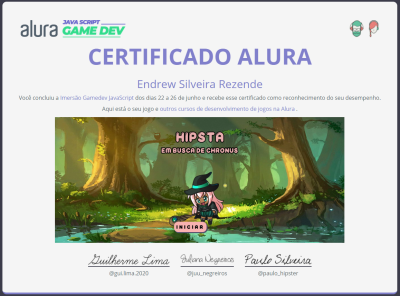 alura JAVA SCRIPT
GAME DEV
CERTIFICADO ALURA
Endrew Silveira Rezende
Você concluiu a Imersão Gamedev JavaScript dos dias 22 a 26 de junho e recebe esse certificado como reconhecimento do seu desempenho.
Aqui está o seu jogo e outros cursos de desenvolvimento de jogos na Alura.
HIPSTA
EM BUSCA DE CHRONUS
INICIAR
Guilherme Lima Juliana Negreiros Paulo Silveira
@gui.lima.2020 @juu_negreiros @paulo_hipster